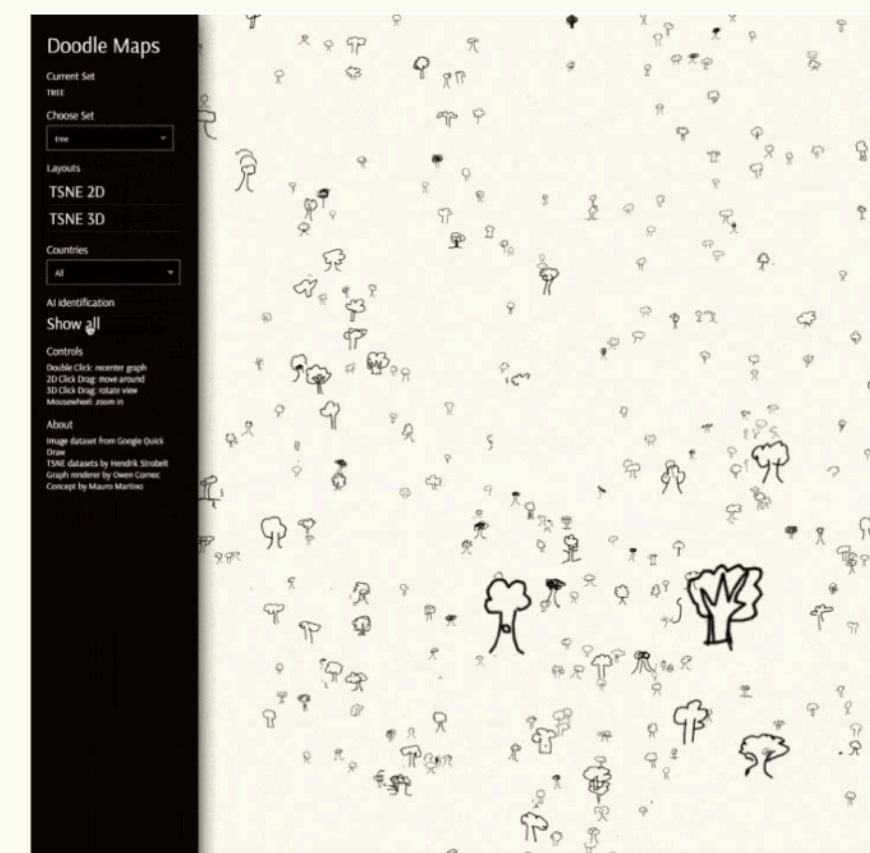 Doodle Maps
Current Set
TREE
Choose Set
tree
Layouts
TSNE 2D
TSNE 3D
Countries
All
AI identification
Show all
Controls
Double Click: recenter graph
2D Click Drag: move around
3D Click Drag: rotate view
Mousewheel: zoom in
About
Image dataset from Google Quick
Draw
TSNE datasets by Hendrik Strobelt
Graph renderer by Owen Cornec
Concept by Mauro Martino